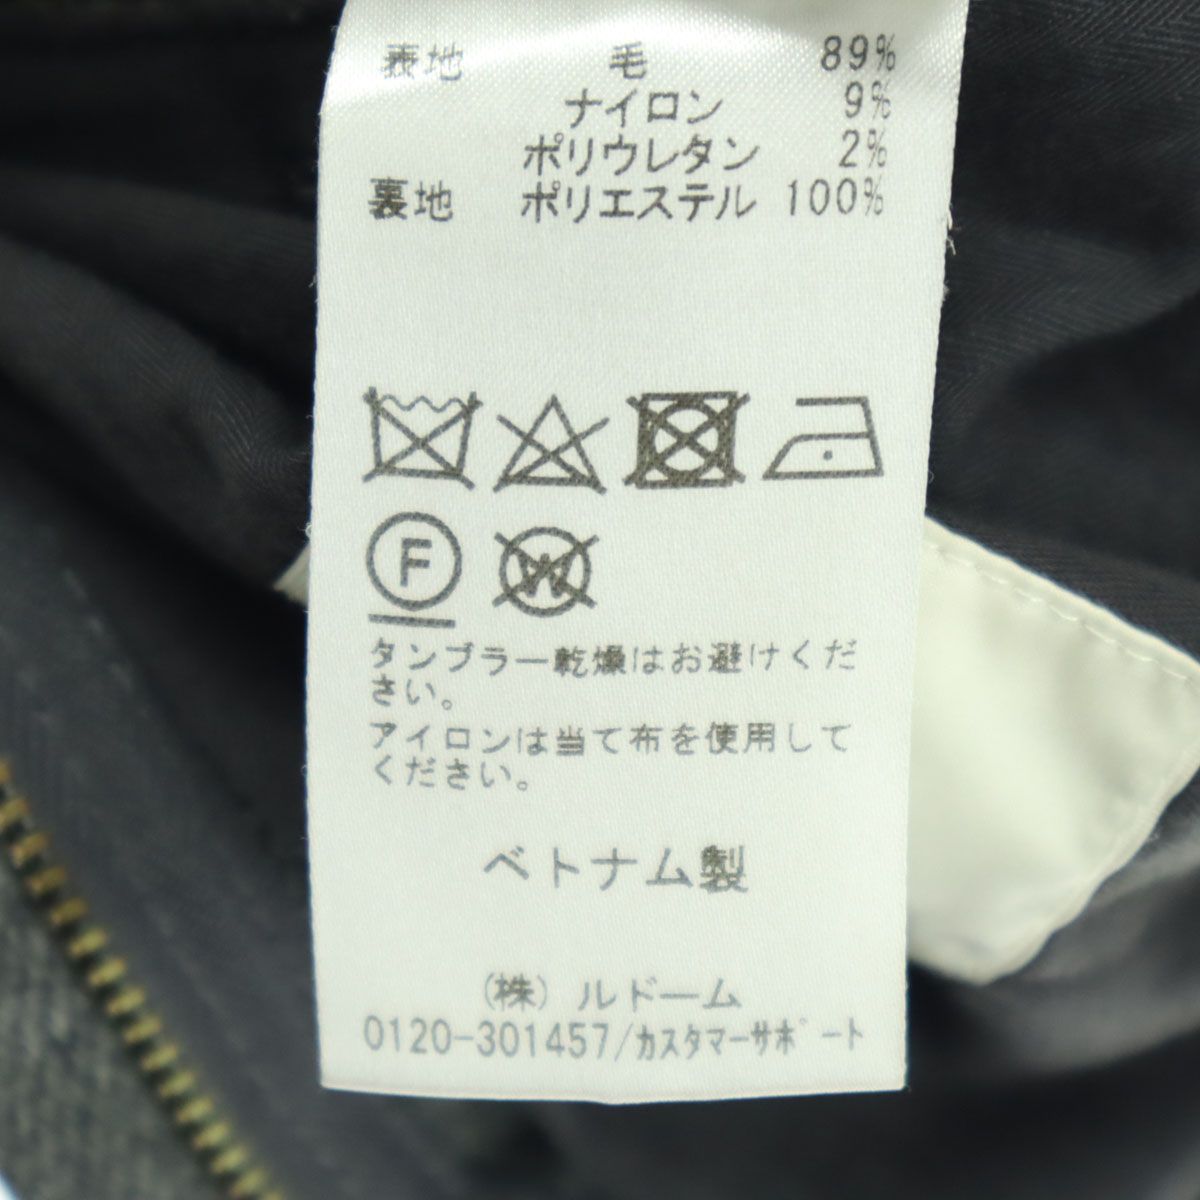 表地 毛 89%
ナイロン 9%
ポリウレタン 2%
裏地 ポリエステル 100%
F W
タンブラー乾燥はお避けくだ
さい。
アイロンは当て布を使用して
ください。
ベトナム製
(株) ルドーム
0120-301457/カスタマーサポート